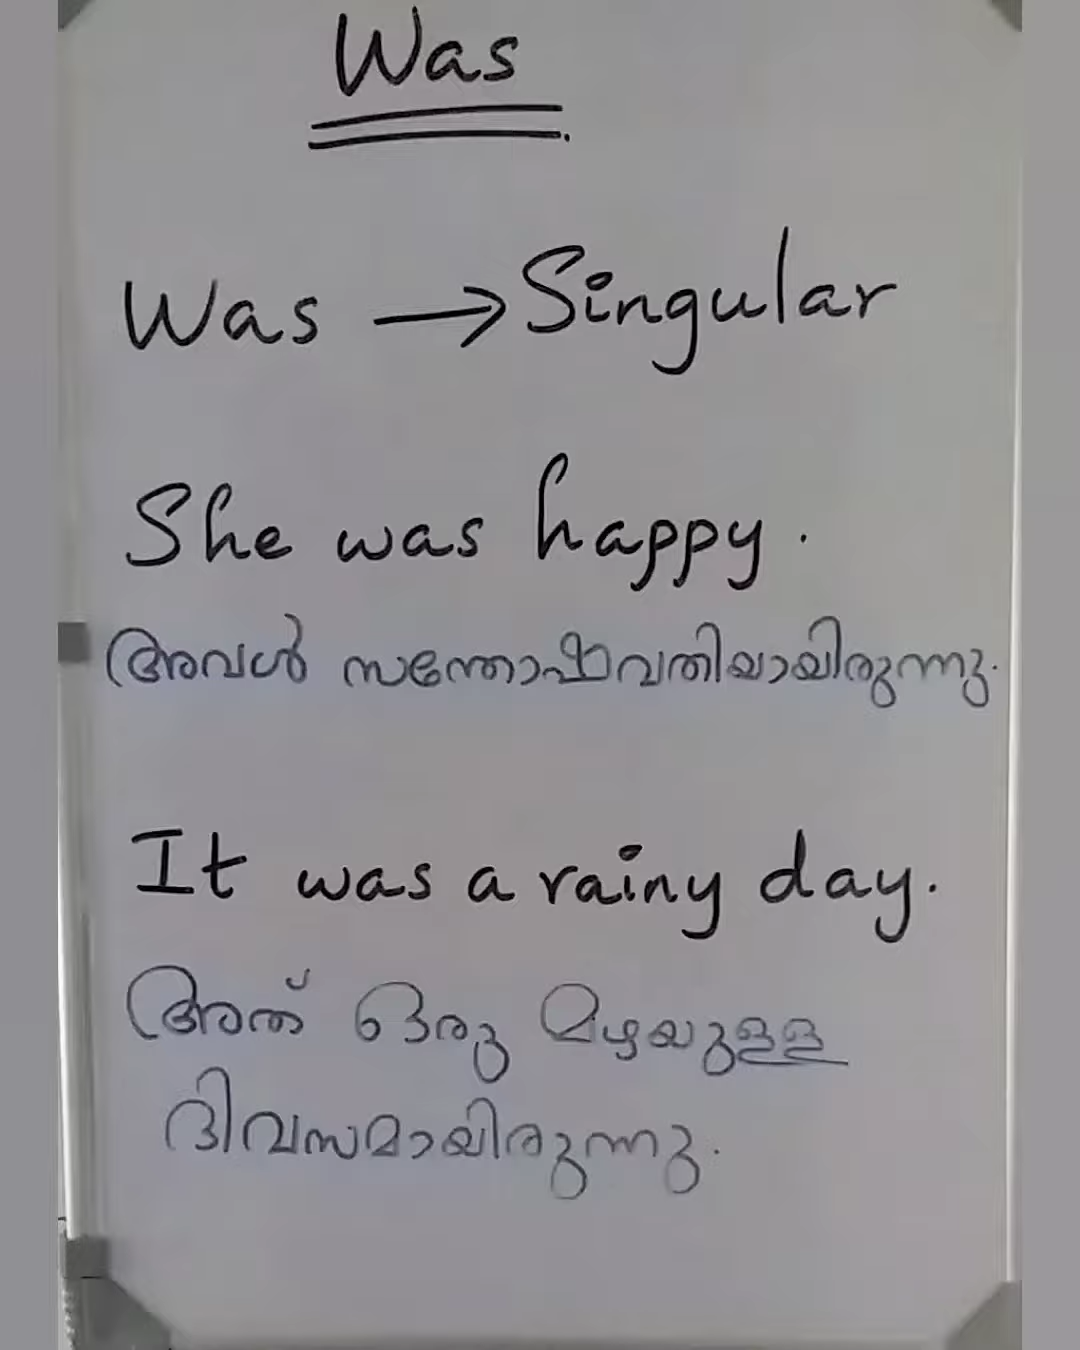 Was
Was → Singular
She was happy.
അവൾ സന്തോഷവതിയായിരുന്നു.
It was a rainy day.
അത് ഒരു മഴയുള്ള
ദിവസമായിരുന്നു.